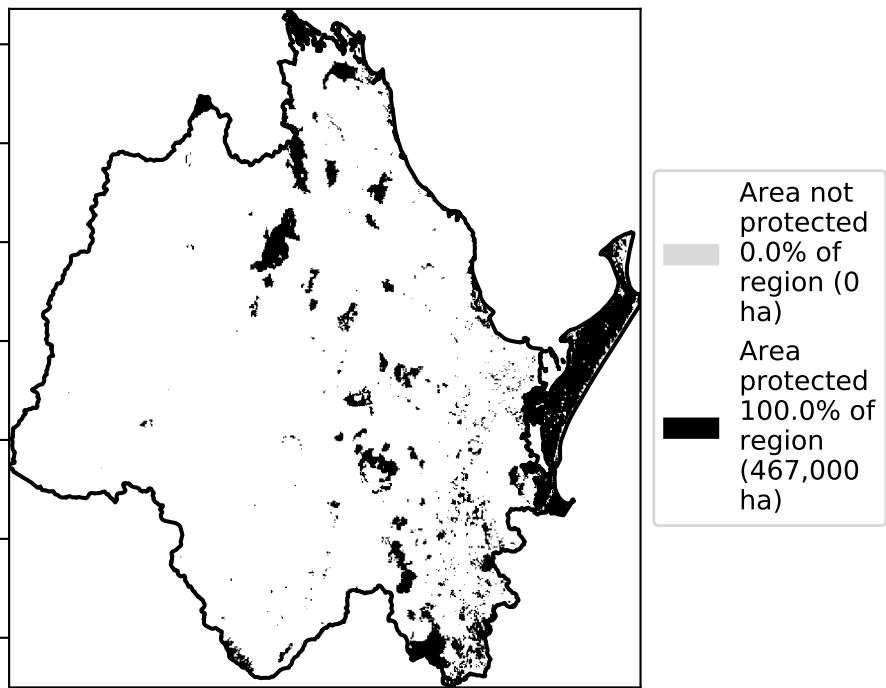 Area not
protected
0.0% of
region (0
ha)
Area
protected
100.0% of
region
(467,000
ha)